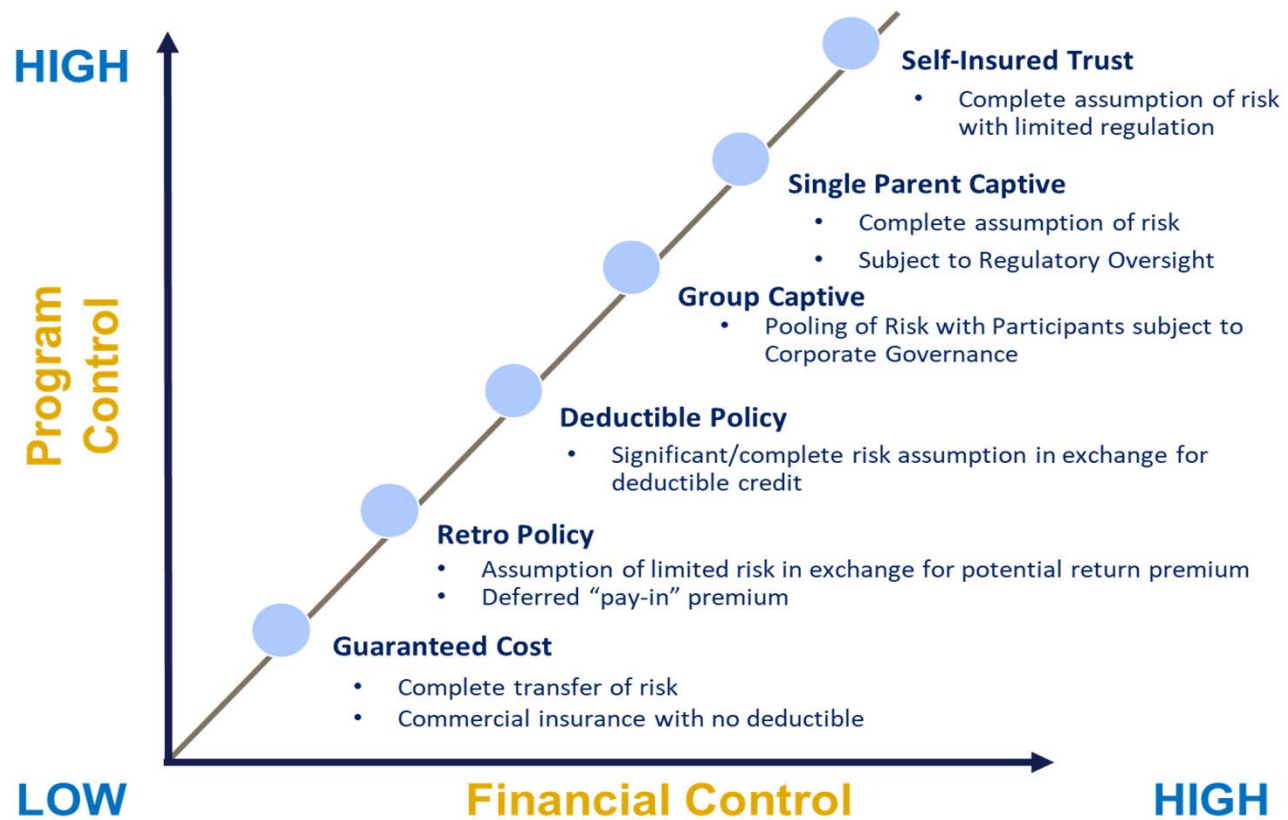 HIGH
Self-Insured Trust
• Complete assumption of risk
with limited regulation
Single Parent Captive
• Complete assumption of risk
• Subject to Regulatory Oversight
Group Captive
• Pooling of Risk with Participants subject to
Corporate Governance
Program
Control
Deductible Policy
• Significant/complete risk assumption in exchange for
deductible credit
Retro Policy
• Assumption of limited risk in exchange for potential return premium
• Deferred “pay-in” premium
Guaranteed Cost
• Complete transfer of risk
• Commercial insurance with no deductible
LOW
Financial Control
HIGH